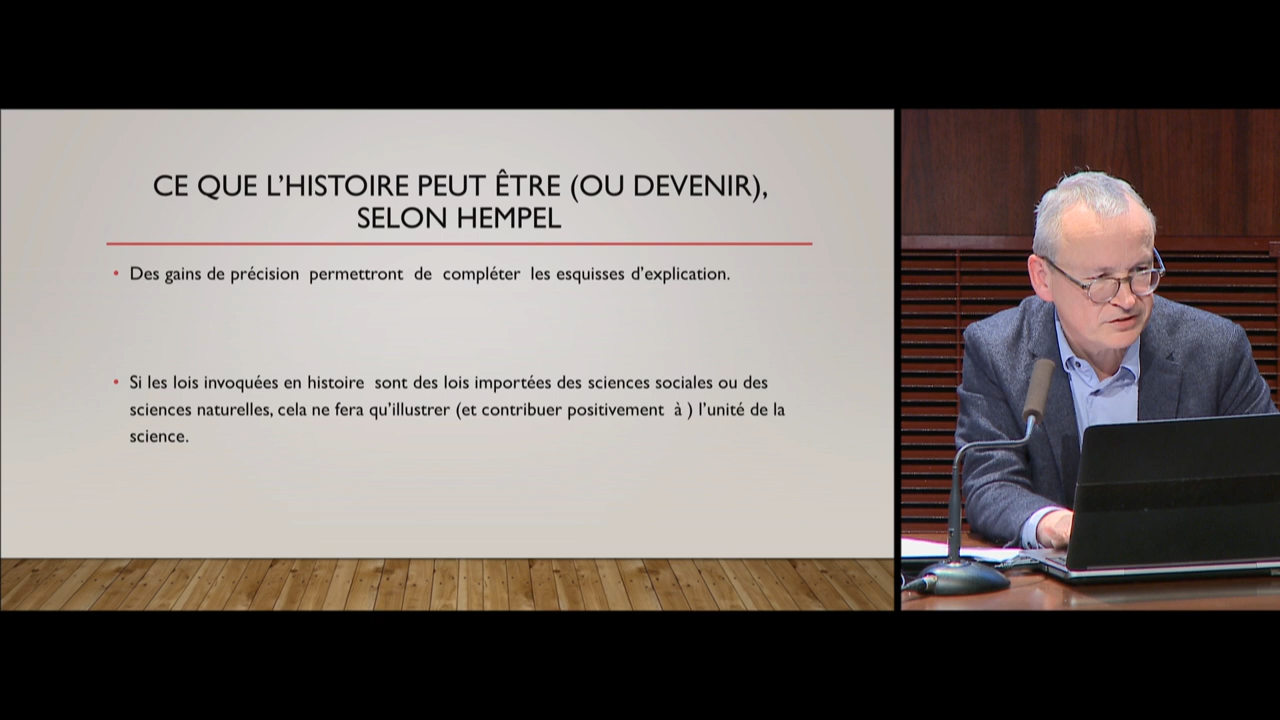 CE QUE L'HISTOIRE PEUT ÊTRE (OU DEVENIR),
SELON HEMPEL
• Des gains de précision permettront de compléter les esquisses d'explication.
• Si les lois invoquées en histoire sont des lois importées des sciences sociales ou des
sciences naturelles, cela ne fera qu'illustrer (et contribuer positivement à ) l'unité de la
science.